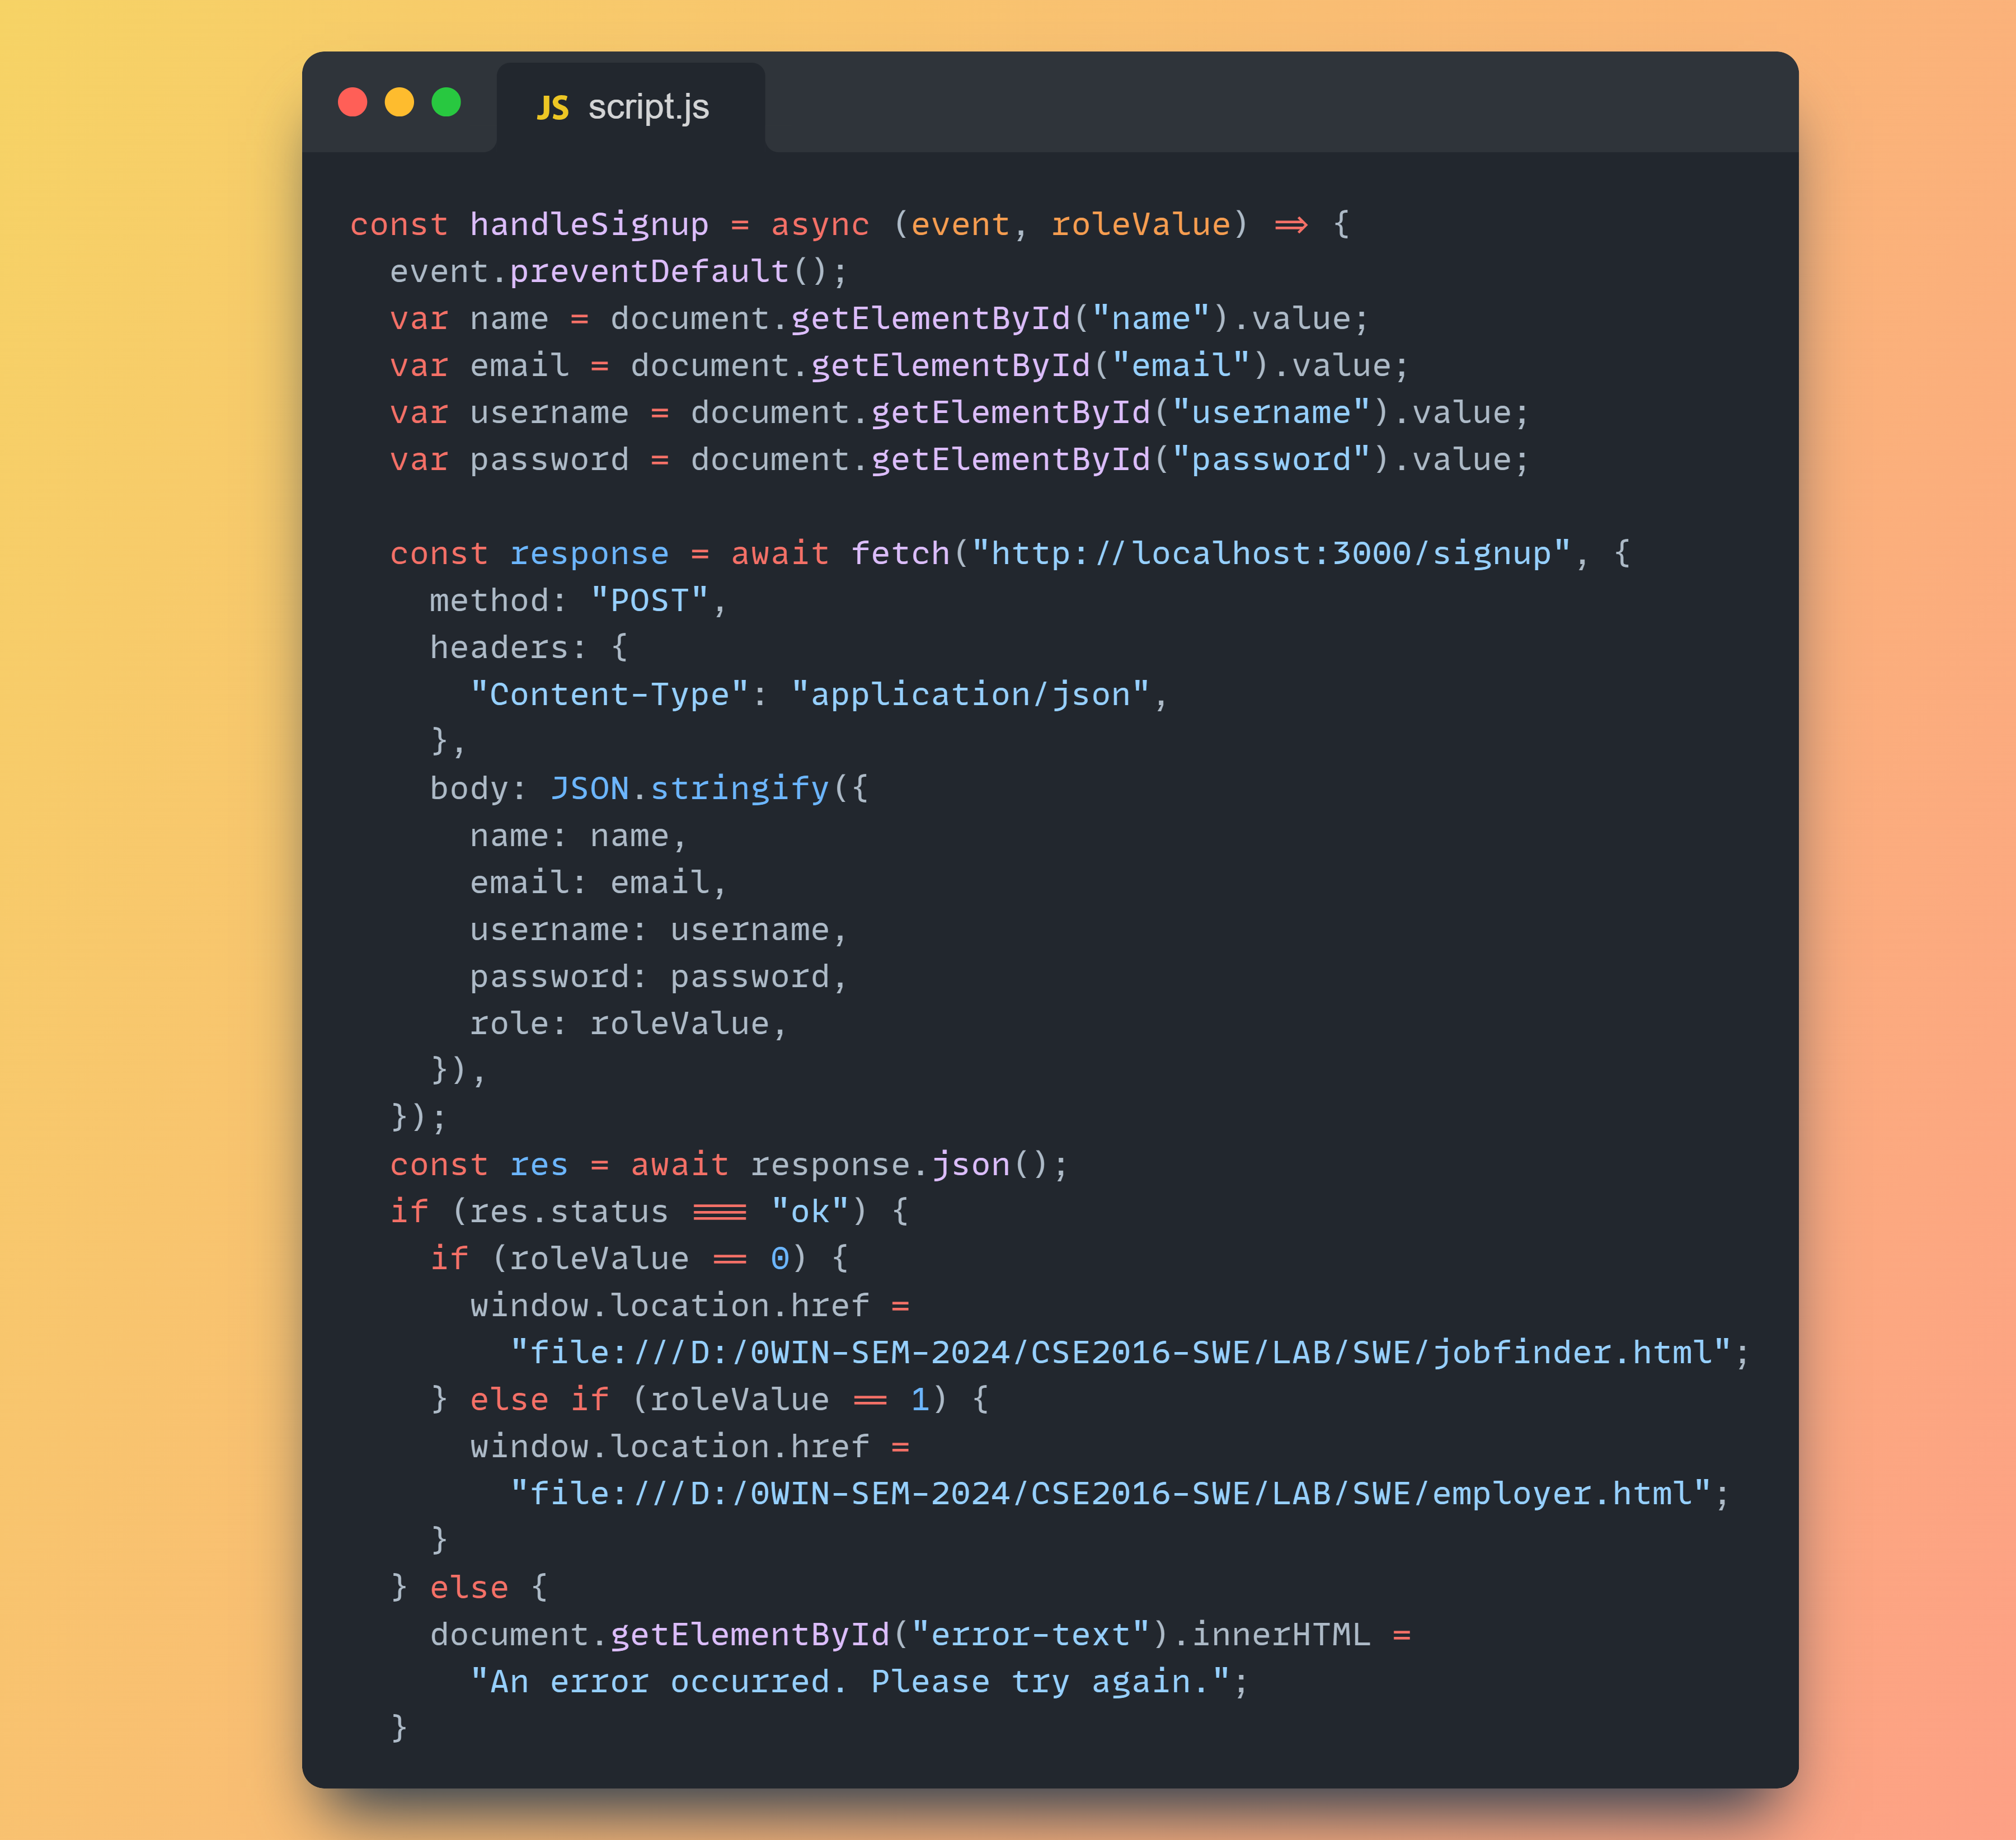 JS script.js
const handleSignup = async (event, roleValue) => {
  event.preventDefault();
  var name = document.getElementById("name").value;
  var email = document.getElementById("email").value;
  var username = document.getElementById("username").value;
  var password = document.getElementById("password").value;

  const response = await fetch("http://localhost:3000/signup", {
    method: "POST",
    headers: {
      "Content-Type": "application/json",
    },
    body: JSON.stringify({
      name: name,
      email: email,
      username: username,
      password: password,
      role: roleValue,
    }),
  });
  const res = await response.json();
  if (res.status === "ok") {
    if (roleValue == 0) {
      window.location.href =
        "file:///D:/0WIN-SEM-2024/CSE2016-SWE/LAB/SWE/jobfinder.html";
    } else if (roleValue == 1) {
      window.location.href =
        "file:///D:/0WIN-SEM-2024/CSE2016-SWE/LAB/SWE/employer.html";
    }
  } else {
    document.getElementById("error-text").innerHTML =
      "An error occurred. Please try again.";
  }